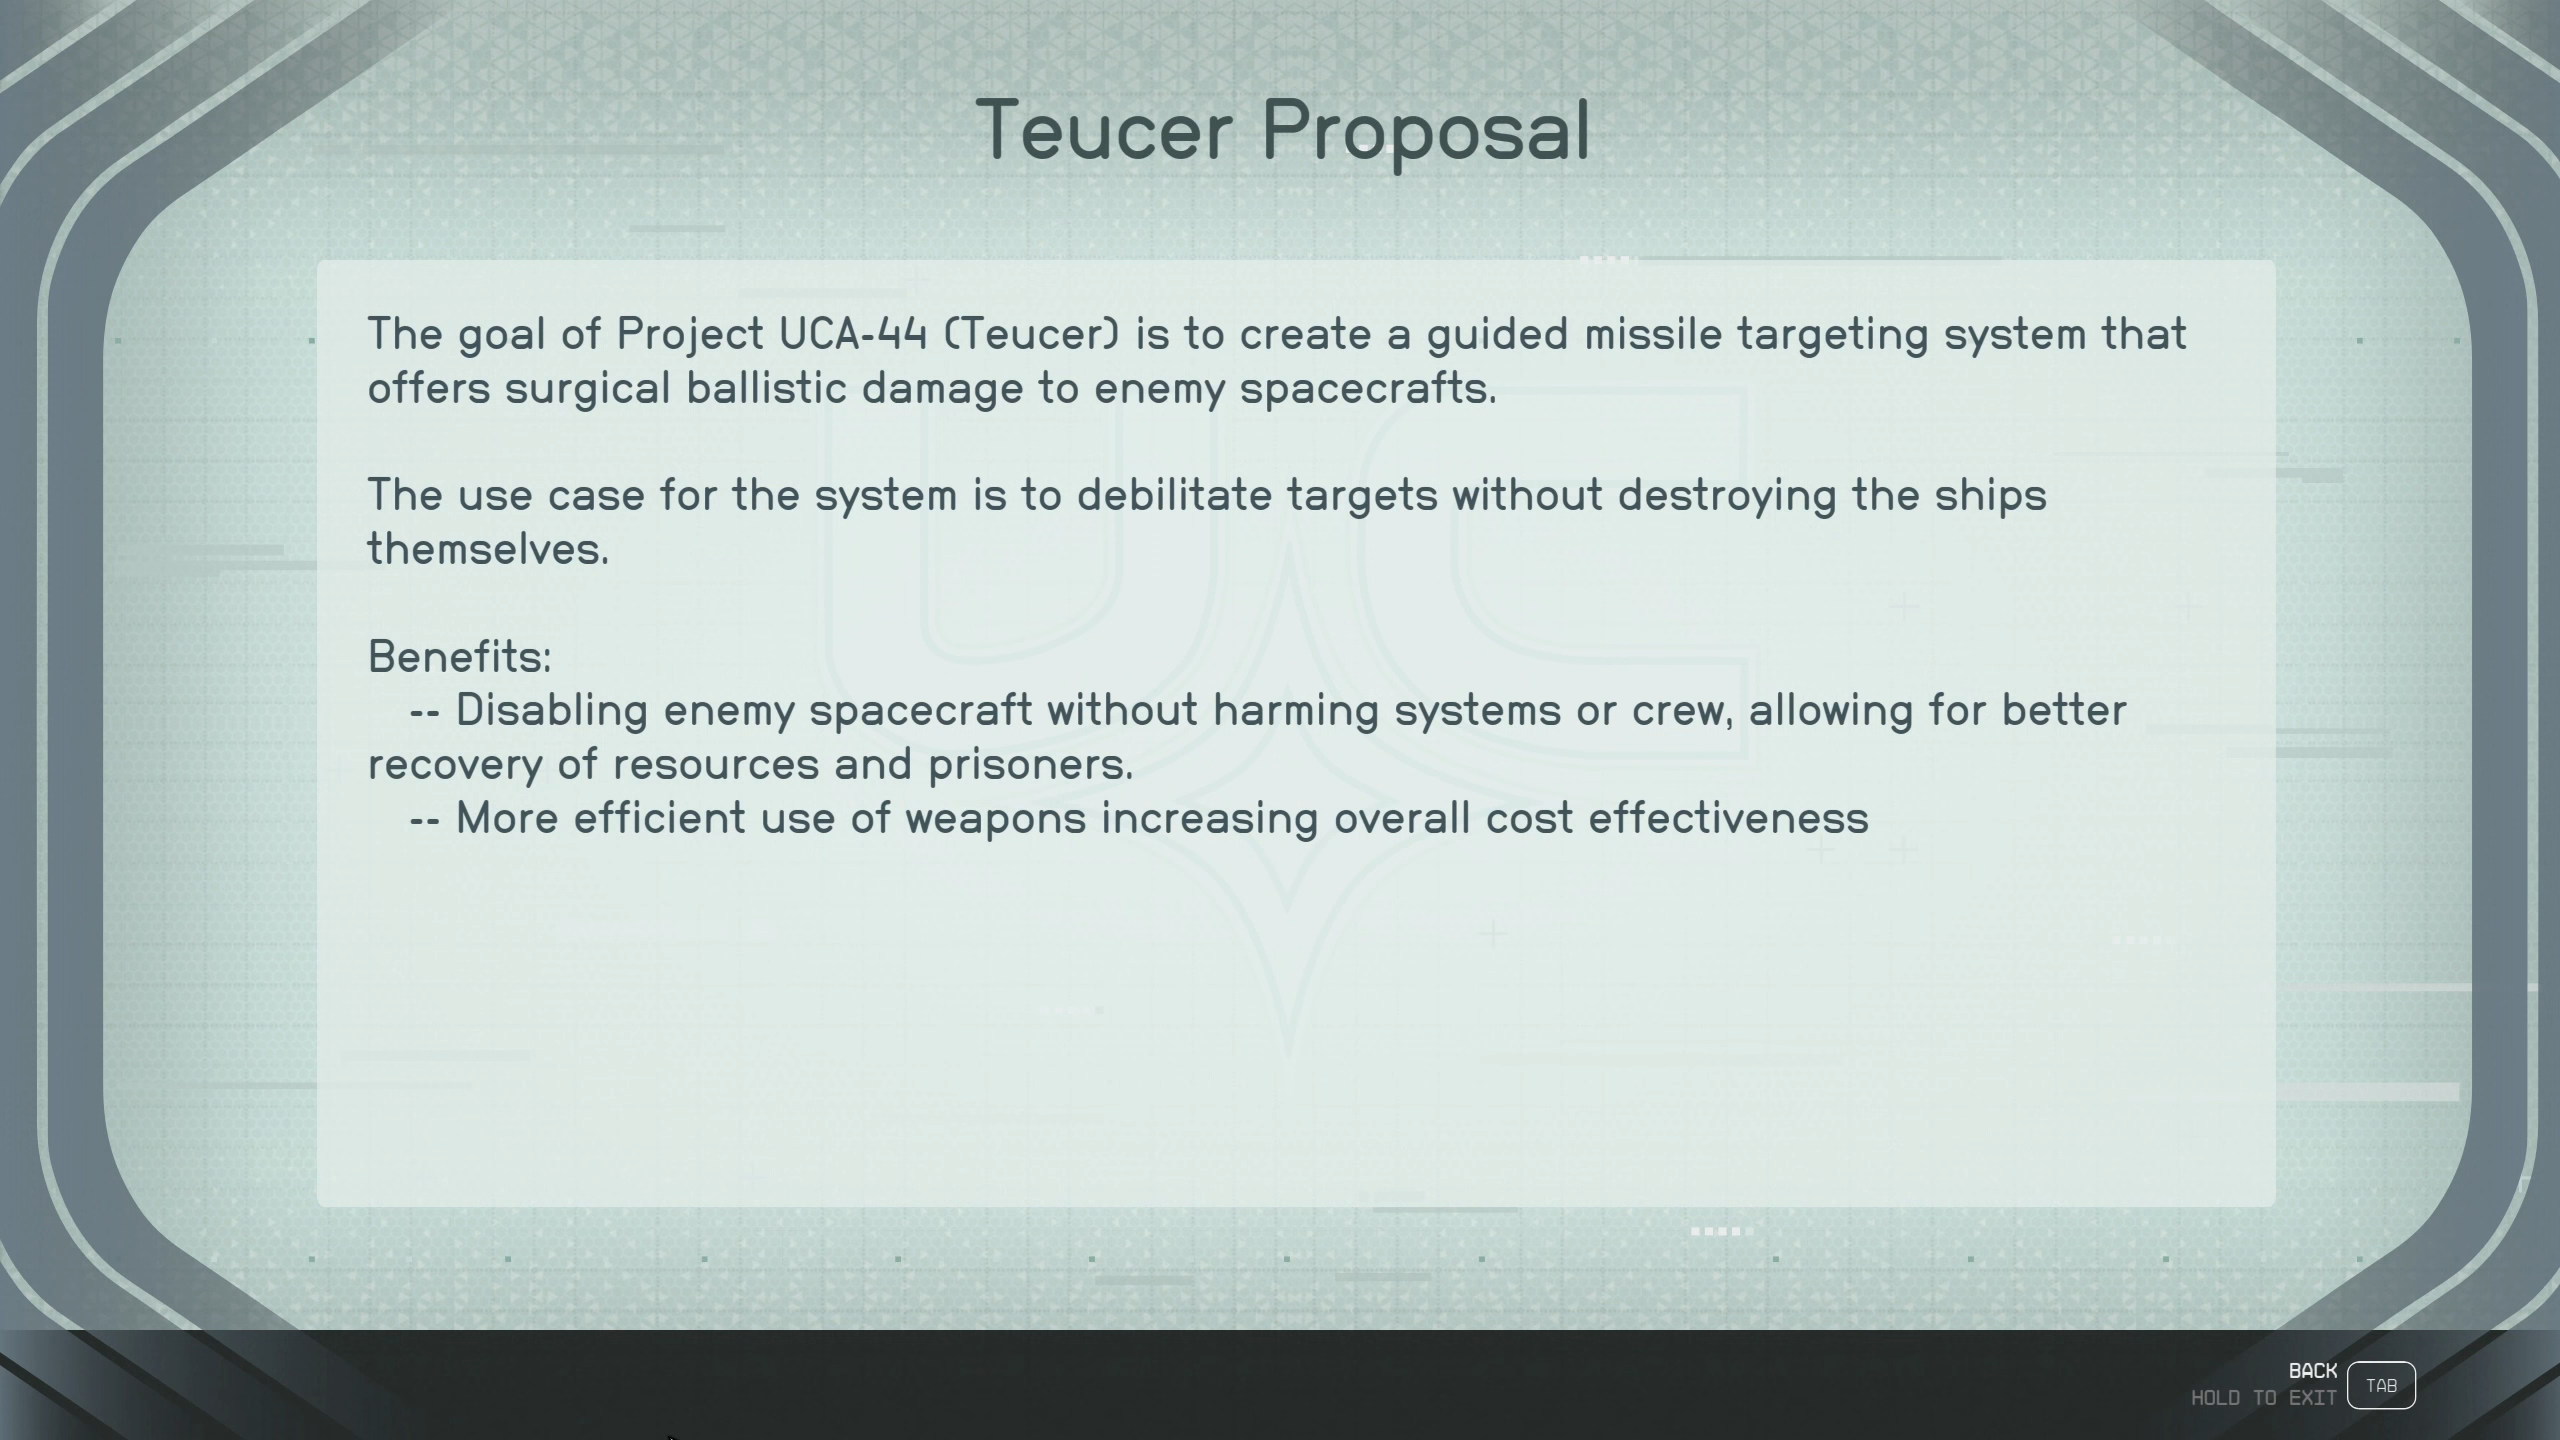 Teucer Proposal
The goal of Project UCA-44 (Teucer) is to create a guided missile targeting system that
offers surgical ballistic damage to enemy spacecrafts.
The use case for the system is to debilitate targets without destroying the ships
themselves.
Benefits:
-- Disabling enemy spacecraft without harming systems or crew, allowing for better
recovery of resources and prisoners.
-- More efficient use of weapons increasing overall cost effectiveness
UC
BACK
HOLD TO EXIT
TAB